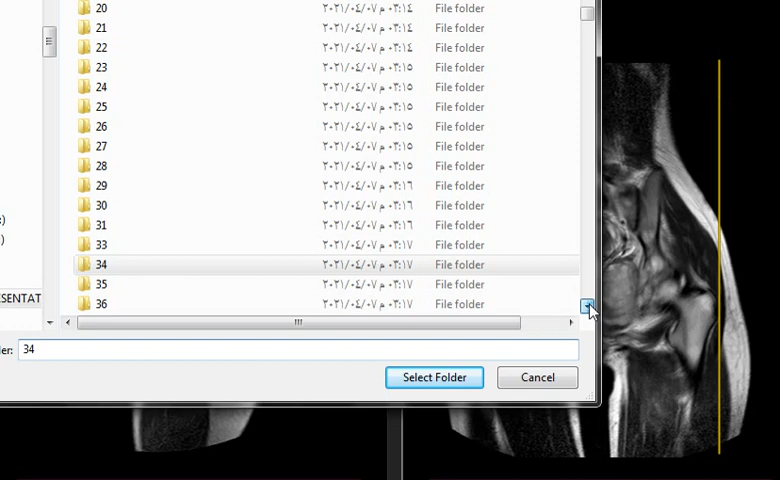 20 ٢٠٢١/٠٤/٠٧ م ٠٣:١٤ File folder
21 ٢٠٢١/٠٤/٠٧ م ٠٣:١٤ File folder
22 ٢٠٢١/٠٤/٠٧ م ٠٣:١٤ File folder
23 ٢٠٢١/٠٤/٠٧ م ٠٣:١٥ File folder
24 ٢٠٢١/٠٤/٠٧ م ٠٣:١٥ File folder
25 ٢٠٢١/٠٤/٠٧ م ٠٣:١٥ File folder
26 ٢٠٢١/٠٤/٠٧ م ٠٣:١٥ File folder
27 ٢٠٢١/٠٤/٠٧ م ٠٣:١٥ File folder
28 ٢٠٢١/٠٤/٠٧ م ٠٣:١٥ File folder
29 ٢٠٢١/٠٤/٠٧ م ٠٣:١٦ File folder
30 ٢٠٢١/٠٤/٠٧ م ٠٣:١٦ File folder
31 ٢٠٢١/٠٤/٠٧ م ٠٣:١٦ File folder
33 ٢٠٢١/٠٤/٠٧ م ٠٣:١٧ File folder
34 ٢٠٢١/٠٤/٠٧ م ٠٣:١٧ File folder
35 ٢٠٢١/٠٤/٠٧ م ٠٣:١٧ File folder
36 ٢٠٢١/٠٤/٠٧ م ٠٣:١٧ File folder
:)
)
ESENTAT
er: 34
Select Folder Cancel